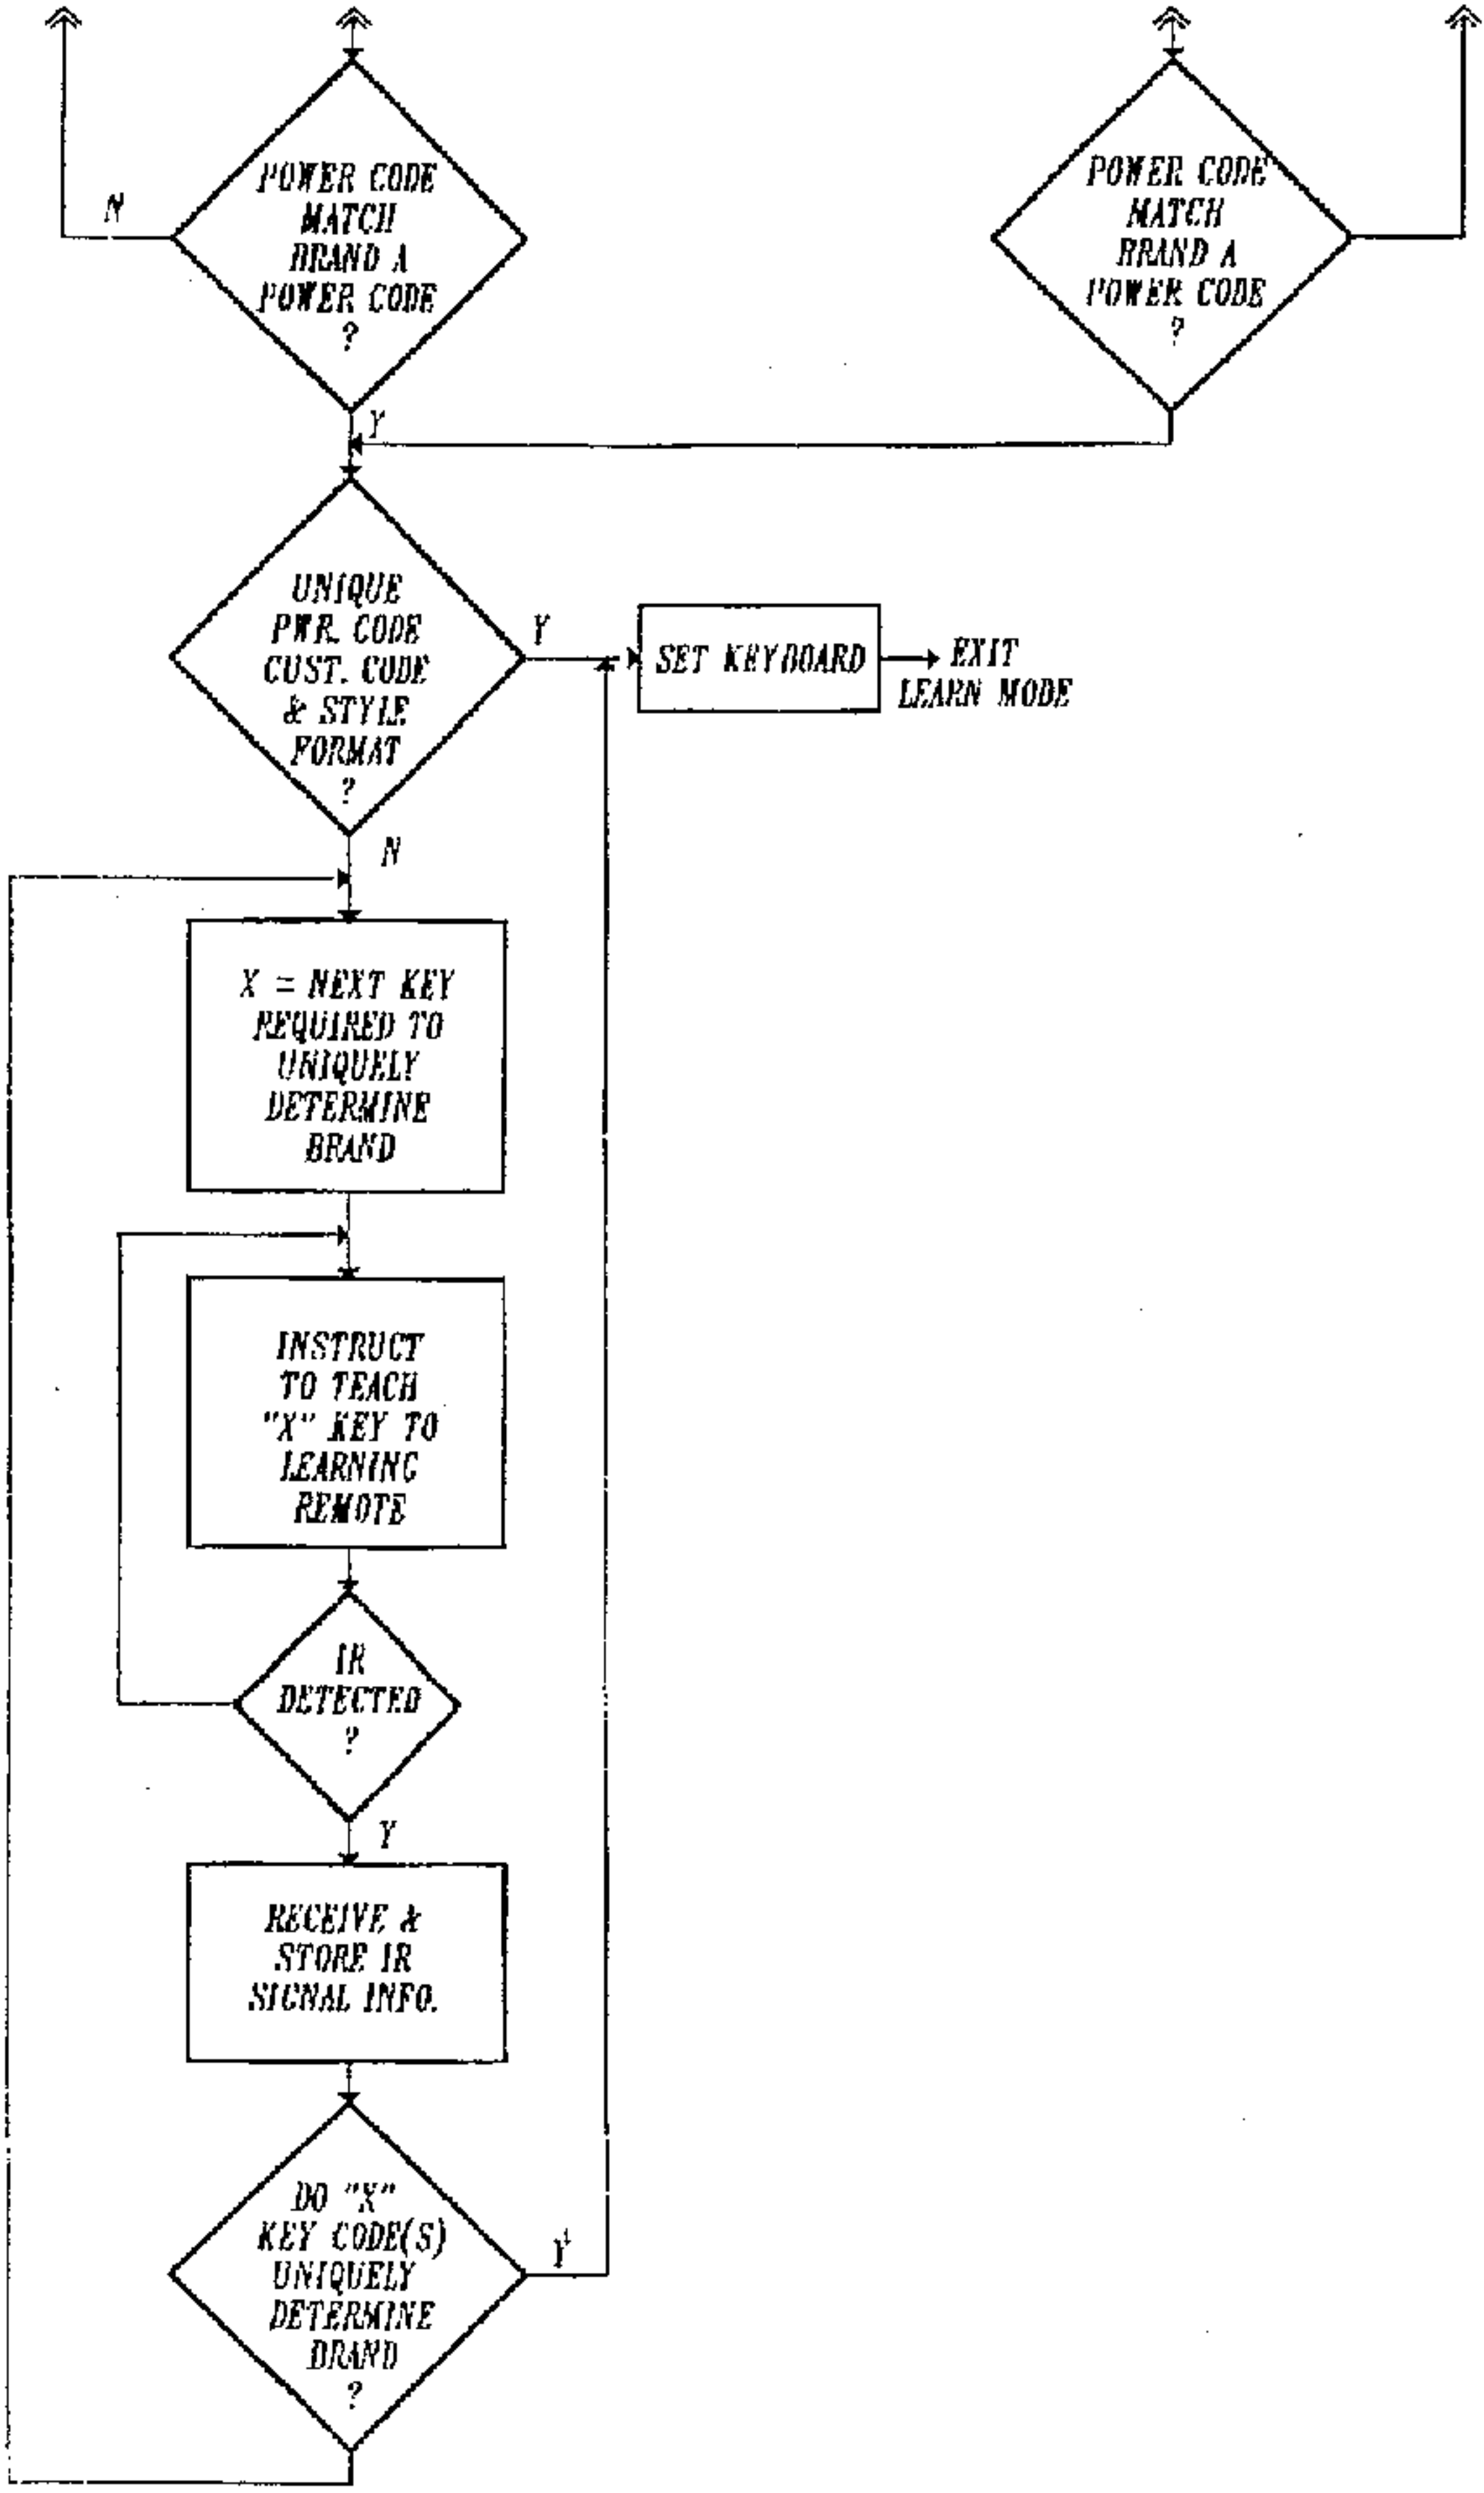 POWER CODE
MATCH
BRAND A
POWER CODE
?
N
Y
POWER CODE
MATCH
BRAND A
POWER CODE
?
UNIQUE
PWR. CODE
CUST. CODE
& STYLE
FORMAT
?
Y
N
SET KEYBOARD
EXIT
LEARN MODE
X = NEXT KEY
REQUIRED TO
UNIQUELY
DETERMINE
BRAND
INSTRUCT
TO TEACH
"X" KEY TO
LEARNING
REMOTE
IR
DETECTED
?
Y
RECEIVE &
STORE IR
SIGNAL INFO.
DO "X"
KEY CODE(S)
UNIQUELY
DETERMINE
BRAND
?
Y